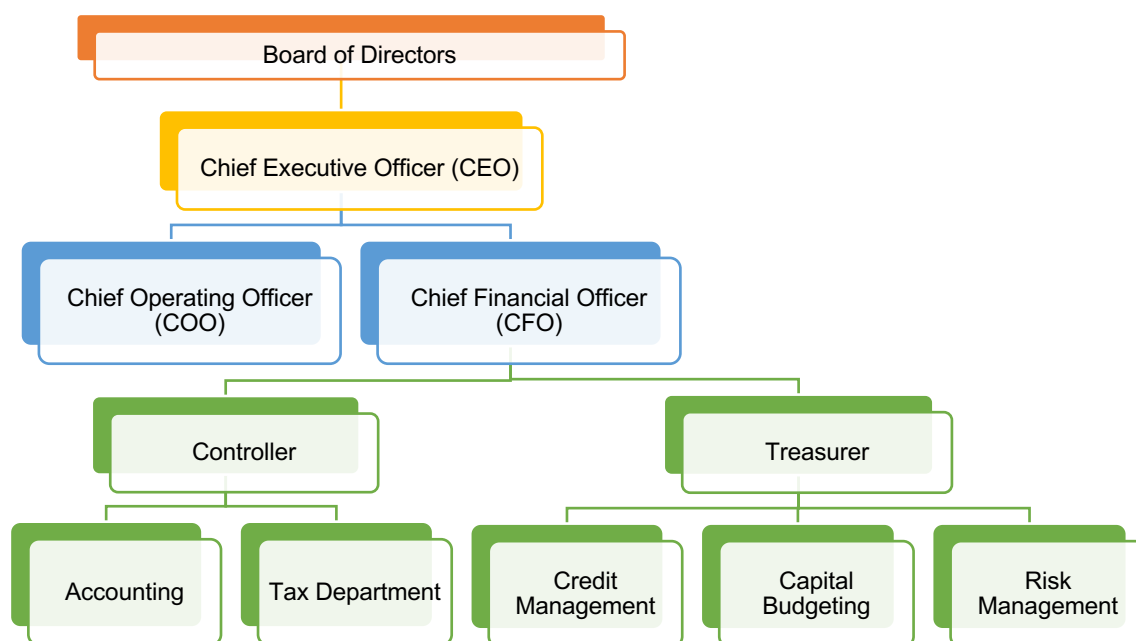 Board of Directors
Chief Executive Officer (CEO)
Chief Operating Officer
(COO)
Chief Financial Officer
(CFO)
Controller
Treasurer
Accounting
Tax Department
Credit
Management
Capital
Budgeting
Risk
Management